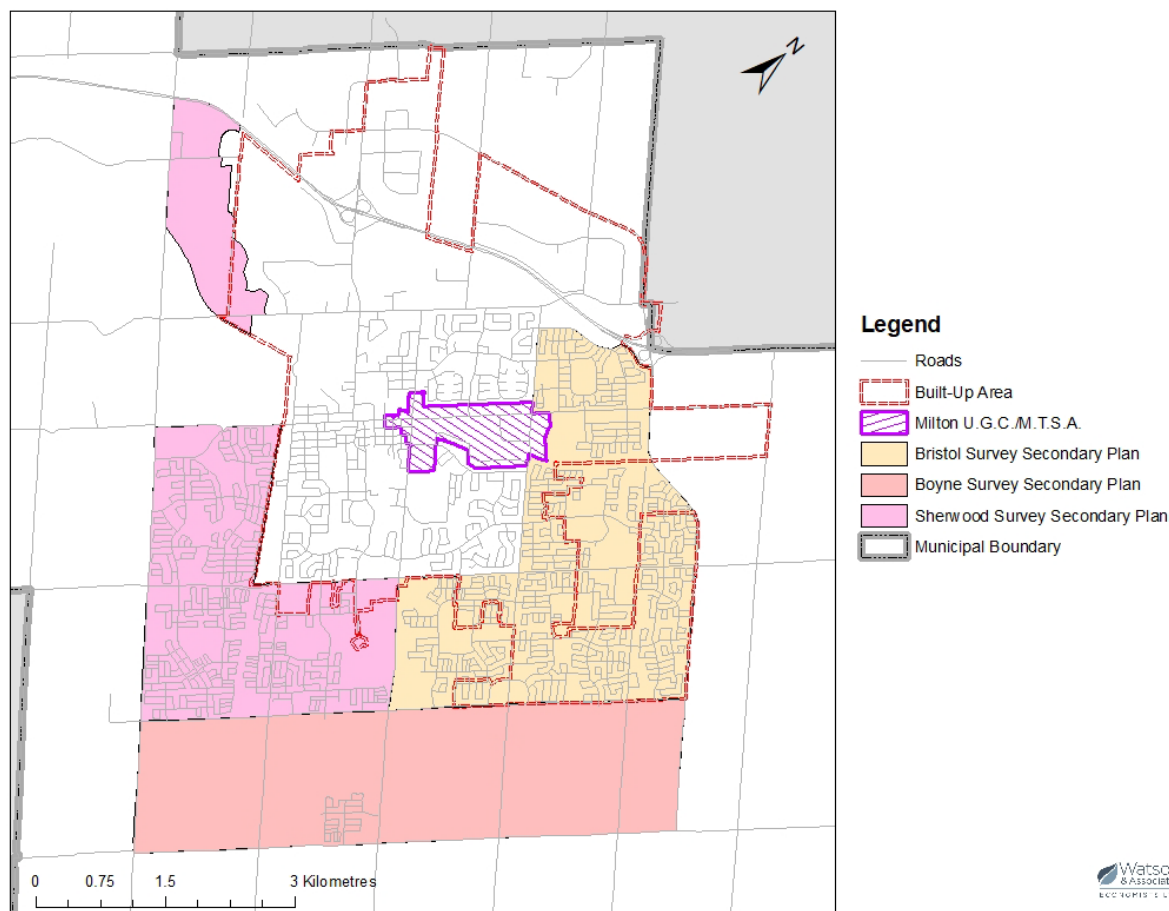 N
Legend
Roads
Built-Up Area
Milton U.G.C./M.T.S.A.
Bristol Survey Secondary Plan
Boyne Survey Secondary Plan
Sherwood Survey Secondary Plan
Municipal Boundary
0 0.75 1.5 3 Kilometres